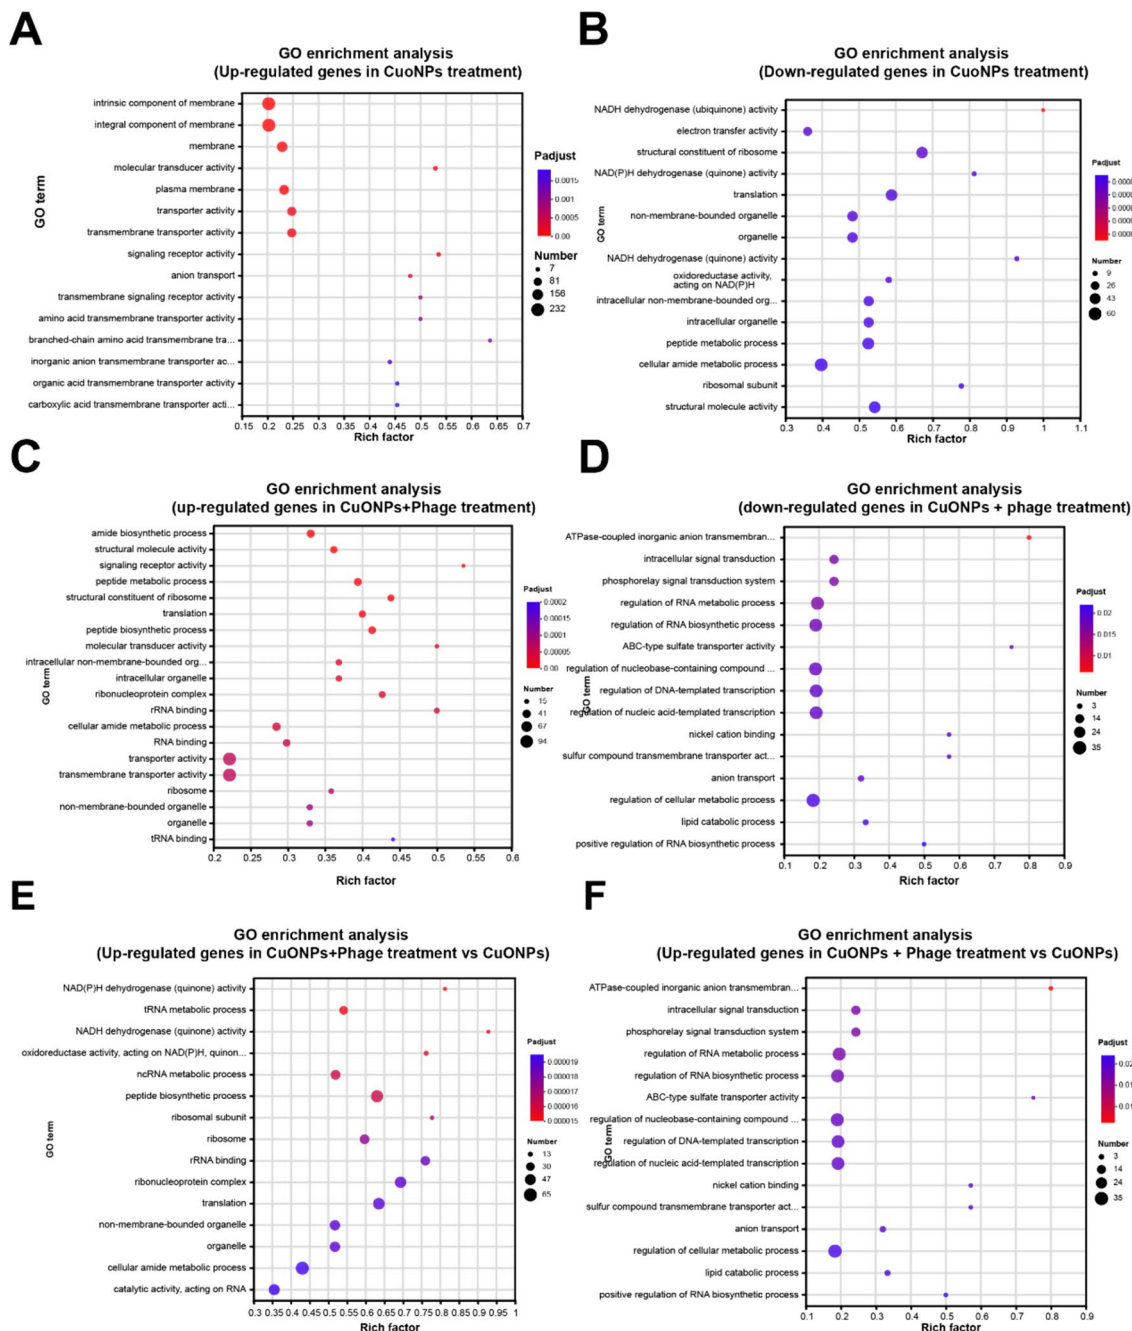 A
GO enrichment analysis
(Up-regulated genes in CuoNPs treatment)
GO term
intrinsic component of membrane
integral component of membrane
membrane
molecular transducer activity
plasma membrane
transporter activity
transmembrane transporter activity
signaling receptor activity
anion transport
transmembrane signaling receptor activity
amino acid transmembrane transporter activity
branched-chain amino acid transmembrane tra...
inorganic anion transmembrane transporter ac...
organic acid transmembrane transporter activity
carboxylic acid transmembrane transporter acti...
0.15 0.2 0.25 0.3 0.35 0.4 0.45 0.5 0.55 0.6 0.65 0.7
Rich factor
Padjust
0.0015
0.0010
0.0005
0.00
Number
7
81
156
232
B
GO enrichment analysis
(Down-regulated genes in CuoNPs treatment)
GO term
NADH dehydrogenase (ubiquinone) activity
electron transfer activity
structural constituent of ribosome
NAD(P)H dehydrogenase (quinone) activity
translation
non-membrane-bounded organelle
organelle
NADH dehydrogenase (quinone) activity
oxidoreductase activity,
acting on NAD(P)H
intracellular non-membrane-bounded org...
intracellular organelle
peptide metabolic process
cellular amide metabolic process
ribosomal subunit
structural molecule activity
0.3 0.4 0.5 0.6 0.7 0.8 0.9 1 1.1
Rich factor
Padjust
0.000
0.000
0.000
0.000
0.000
Number
9
26
43
60
C
GO enrichment analysis
(up-regulated genes in CuONPs+Phage treatment)
GO term
amide biosynthetic process
structural molecule activity
signaling receptor activity
peptide metabolic process
structural constituent of ribosome
translation
peptide biosynthetic process
molecular transducer activity
intracellular non-membrane-bounded org...
intracellular organelle
ribonucleoprotein complex
rRNA binding
cellular amide metabolic process
RNA binding
transporter activity
transmembrane transporter activity
ribosome
non-membrane-bounded organelle
organelle
tRNA binding
0.2 0.25 0.3 0.35 0.4 0.45 0.5 0.55 0.6
Rich factor
Padjust
0.0002
0.00015
0.0001
0.00005
0.00
Number
15
41
67
94
D
GO enrichment analysis
(down-regulated genes in CuONPs + phage treatment)
GO term
ATPase-coupled inorganic anion transmembran...
intracellular signal transduction
phosphorelay signal transduction system
regulation of RNA metabolic process
regulation of RNA biosynthetic process
ABC-type sulfate transporter activity
regulation of nucleobase-containing compound ...
regulation of DNA-templated transcription
regulation of nucleic acid-templated transcription
nickel cation binding
sulfur compound transmembrane transporter act...
anion transport
regulation of cellular metabolic process
lipid catabolic process
positive regulation of RNA biosynthetic process
0.1 0.2 0.3 0.4 0.5 0.6 0.7 0.8 0.9
Rich factor
Padjust
0.02
0.015
0.01
Number
3
14
24
35
E
GO enrichment analysis
(Up-regulated genes in CuONPs+Phage treatment vs CuONPs)
GO term
NAD(P)H dehydrogenase (quinone) activity
tRNA metabolic process
NADH dehydrogenase (quinone) activity
oxidoreductase activity, acting on NAD(P)H, quinon...
ncRNA metabolic process
peptide biosynthetic process
ribosomal subunit
ribosome
rRNA binding
ribonucleoprotein complex
translation
non-membrane-bounded organelle
organelle
cellular amide metabolic process
catalytic activity, acting on RNA
0.3 0.35 0.4 0.45 0.5 0.55 0.6 0.65 0.7 0.75 0.8 0.85 0.9 0.95 1
Rich factor
Padjust
0.000019
0.000018
0.000017
0.000016
0.000015
Number
13
30
47
65
F
GO enrichment analysis
(Up-regulated genes in CuONPs + Phage treatment vs CuONPs)
GO term
ATPase-coupled inorganic anion transmembran...
intracellular signal transduction
phosphorelay signal transduction system
regulation of RNA metabolic process
regulation of RNA biosynthetic process
ABC-type sulfate transporter activity
regulation of nucleobase-containing compound ...
regulation of DNA-templated transcription
regulation of nucleic acid-templated transcription
nickel cation binding
sulfur compound transmembrane transporter act...
anion transport
regulation of cellular metabolic process
lipid catabolic process
positive regulation of RNA biosynthetic process
0.1 0.2 0.3 0.4 0.5 0.6 0.7 0.8 0.9
Rich factor
Padjust
0.02
0.01
0.01
Number
3
14
24
35